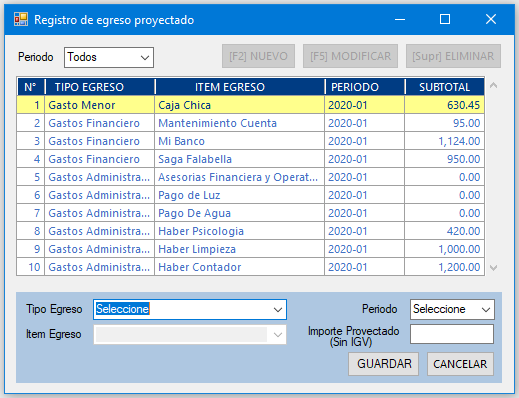 Registro de egreso proyectado
Periodo Todos [F2] NUEVO [F5] MODIFICAR [Supr] ELIMINAR
N° TIPO EGRESO ITEM EGRESO PERIODO SUBTOTAL
1 Gasto Menor Caja Chica 2020-01 630.45
2 Gastos Financiero Mantenimiento Cuenta 2020-01 95.00
3 Gastos Financiero Mi Banco 2020-01 1,124.00
4 Gastos Financiero Saga Falabella 2020-01 950.00
5 Gastos Administra... Asesorias Financiera y Operat... 2020-01 0.00
6 Gastos Administra... Pago de Luz 2020-01 0.00
7 Gastos Administra... Pago De Agua 2020-01 0.00
8 Gastos Administra... Haber Psicologia 2020-01 420.00
9 Gastos Administra... Haber Limpieza 2020-01 1,000.00
10 Gastos Administra... Haber Contador 2020-01 1,200.00
Tipo Egreso Seleccione Periodo Seleccione
Item Egreso Importe Proyectado
(Sin IGV)
GUARDAR CANCELAR